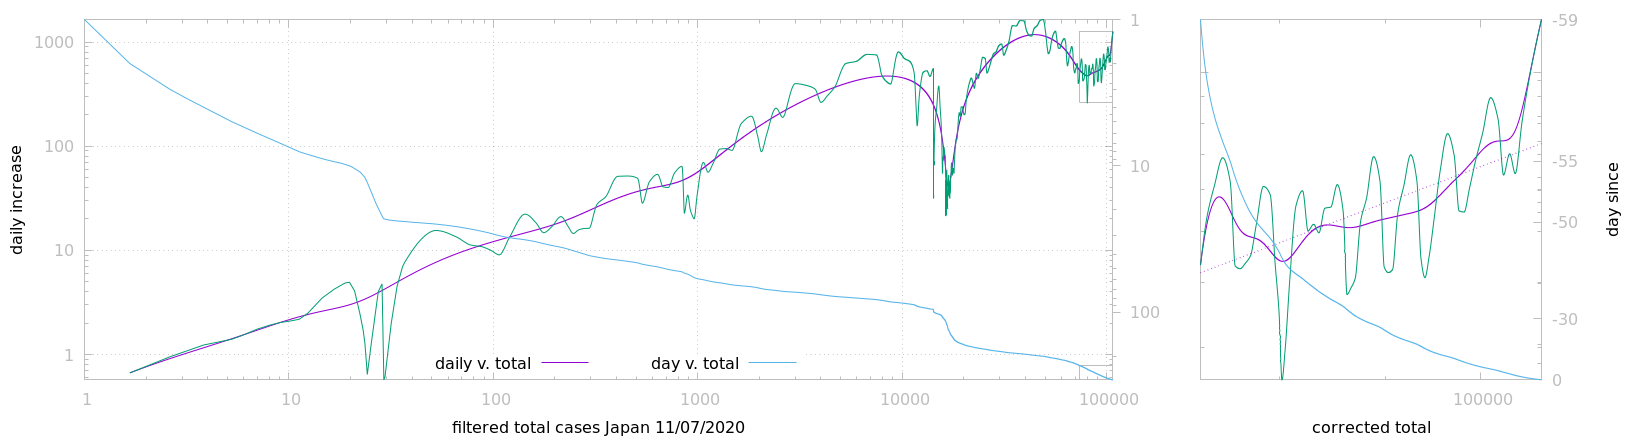 1000
100
10
1
daily increase
1
10
100
daily v. total
day v. total
1 10 100 1000 10000 100000
filtered total cases Japan 11/07/2020
-59
-55
-50
-30
0
day since
100000
corrected total